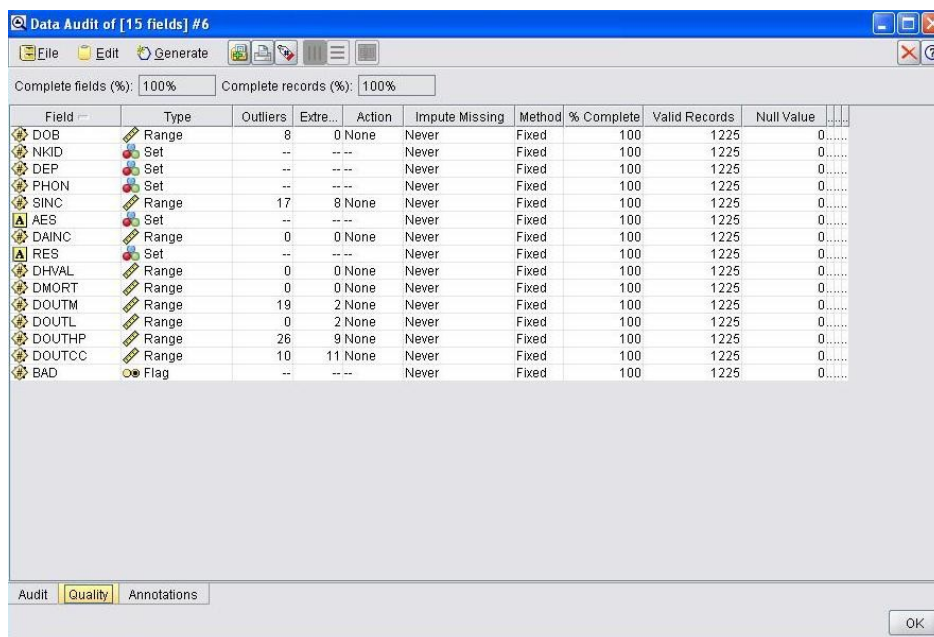 Data Audit of [15 fields] #6
File Edit Generate
Complete fields (%): 100% Complete records (%): 100%
Field Type Outliers Extre... Action Impute Missing Method % Complete Valid Records Null Value ... ... ...
DOB Range 8 0 None Never Fixed 100 1225 0......
NKID Set -- -- -- Never Fixed 100 1225 0......
DEP Set -- -- -- Never Fixed 100 1225 0......
PHON Set -- -- -- Never Fixed 100 1225 0......
SINC Range 17 8 None Never Fixed 100 1225 0......
A AES Set -- -- -- Never Fixed 100 1225 0......
DAINC Range 0 0 None Never Fixed 100 1225 0......
A RES Set -- -- -- Never Fixed 100 1225 0......
DHVAL Range 0 0 None Never Fixed 100 1225 0......
DMORT Range 0 0 None Never Fixed 100 1225 0......
DOUTM Range 19 2 None Never Fixed 100 1225 0......
DOUTL Range 0 2 None Never Fixed 100 1225 0......
DOUTHP Range 26 9 None Never Fixed 100 1225 0......
DOUTCC Range 10 11 None Never Fixed 100 1225 0......
BAD Flag -- -- -- Never Fixed 100 1225 0......
Audit Quality Annotations
OK